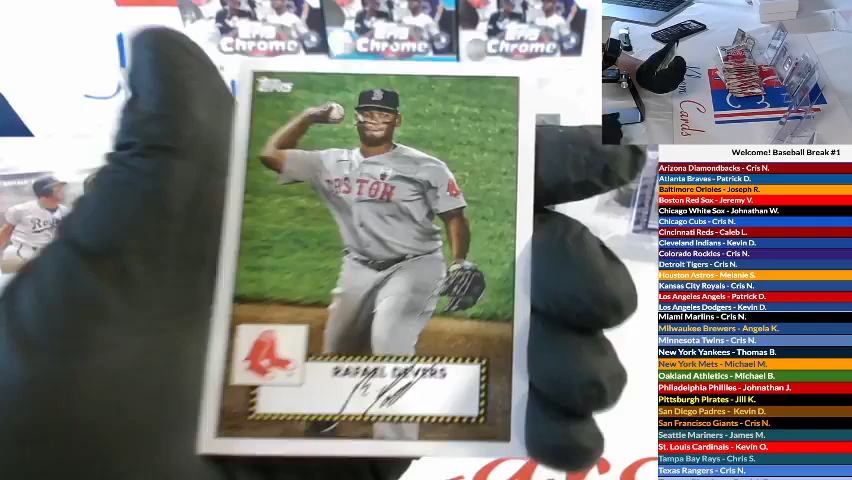 Chrome
Chrome
Chrome
Topps
BOSTON
4
RAFAEL DEVERS
Cards
Welcome! Baseball Break #1
Arizona Diamondbacks - Cris N.
Atlanta Braves - Patrick D.
Baltimore Orioles - Joseph R.
Boston Red Sox - Jeremy V.
Chicago White Sox - Johnathan W.
Chicago Cubs - Cris N.
Cincinnati Reds - Caleb L.
Cleveland Indians - Kevin D.
Colorado Rockies - Cris N.
Detroit Tigers - Cris N.
Houston Astros - Melanie S.
Kansas City Royals - Cris N.
Los Angeles Angels - Patrick D.
Los Angeles Dodgers - Kevin D.
Miami Marlins - Cris N.
Milwaukee Brewers - Angela K.
Minnesota Twins - Cris N.
New York Yankees - Thomas B.
New York Mets - Michael M.
Oakland Athletics - Michael B.
Philadelphia Phillies - Johnathan J.
Pittsburgh Pirates - Jill K.
San Diego Padres - Kevin D.
San Francisco Giants - Cris N.
Seattle Mariners - James M.
St. Louis Cardinals - Kevin O.
Tampa Bay Rays - Chris S.
Texas Rangers - Cris N.